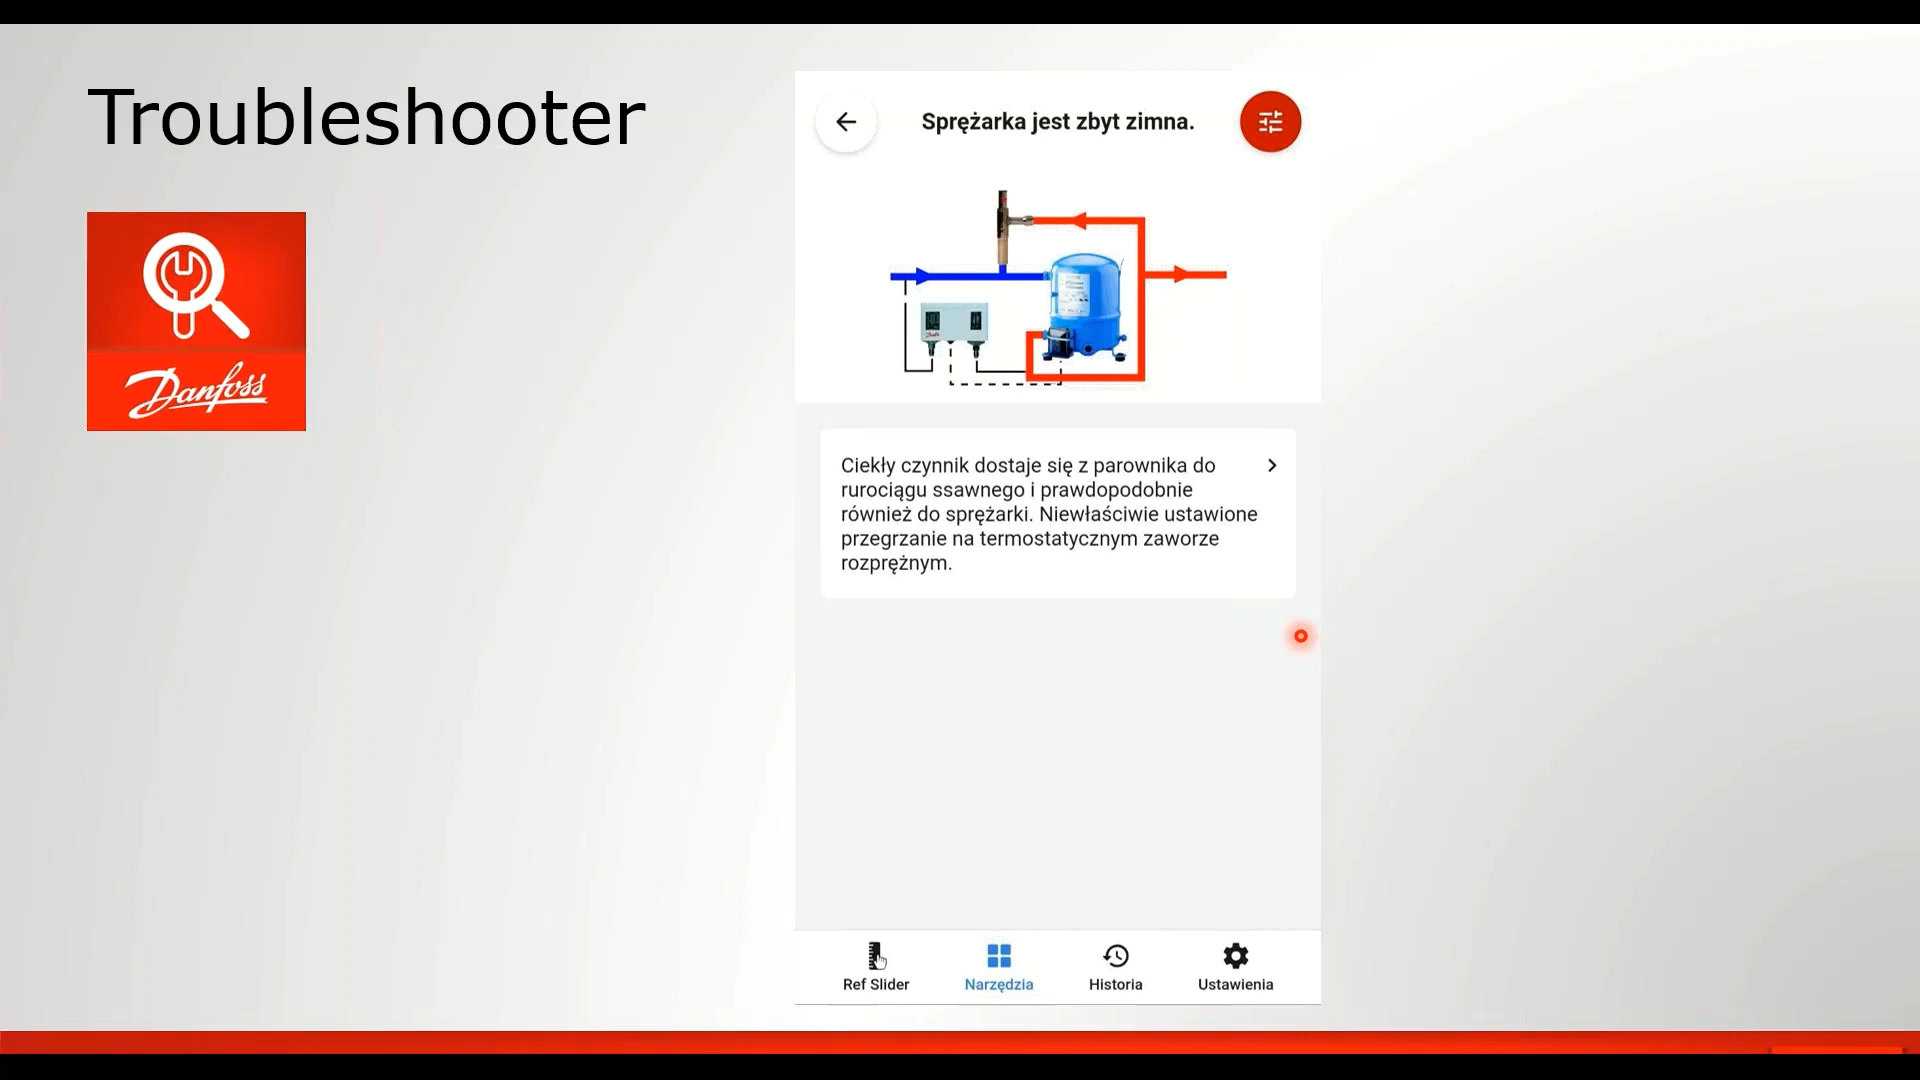 Troubleshooter
Danfoss
Sprężarka jest zbyt zimna.
Ciekły czynnik dostaje się z parownika do
rurociągu ssawnego i prawdopodobnie
również do sprężarki. Niewłaściwie ustawione
przegrzanie na termostatycznym zaworze
rozprężnym.
Ref Slider
Narzędzia
Historia
Ustawienia